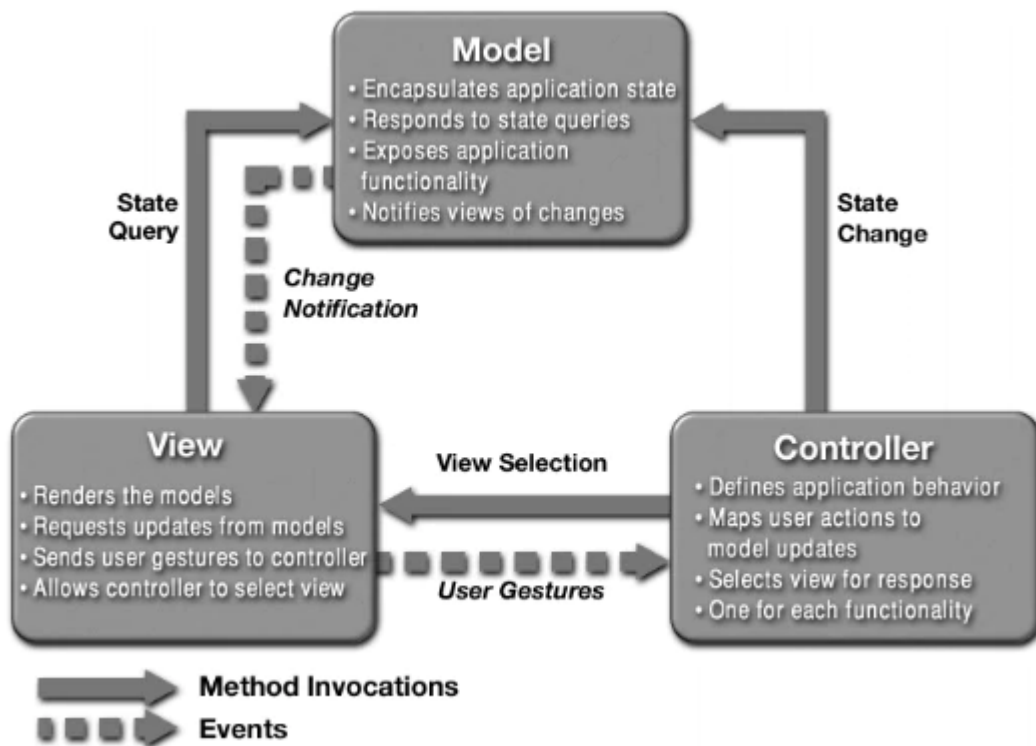 Model
• Encapsulates application state
• Responds to state queries
• Exposes application
functionality
• Notifies views of changes
State
Query
Change
Notification
State
Change
View
• Renders the models
• Requests updates from models
• Sends user gestures to controller
• Allows controller to select view
View Selection
User Gestures
Controller
• Defines application behavior
• Maps user actions to
model updates
• Selects view for response
• One for each functionality
Method Invocations
Events